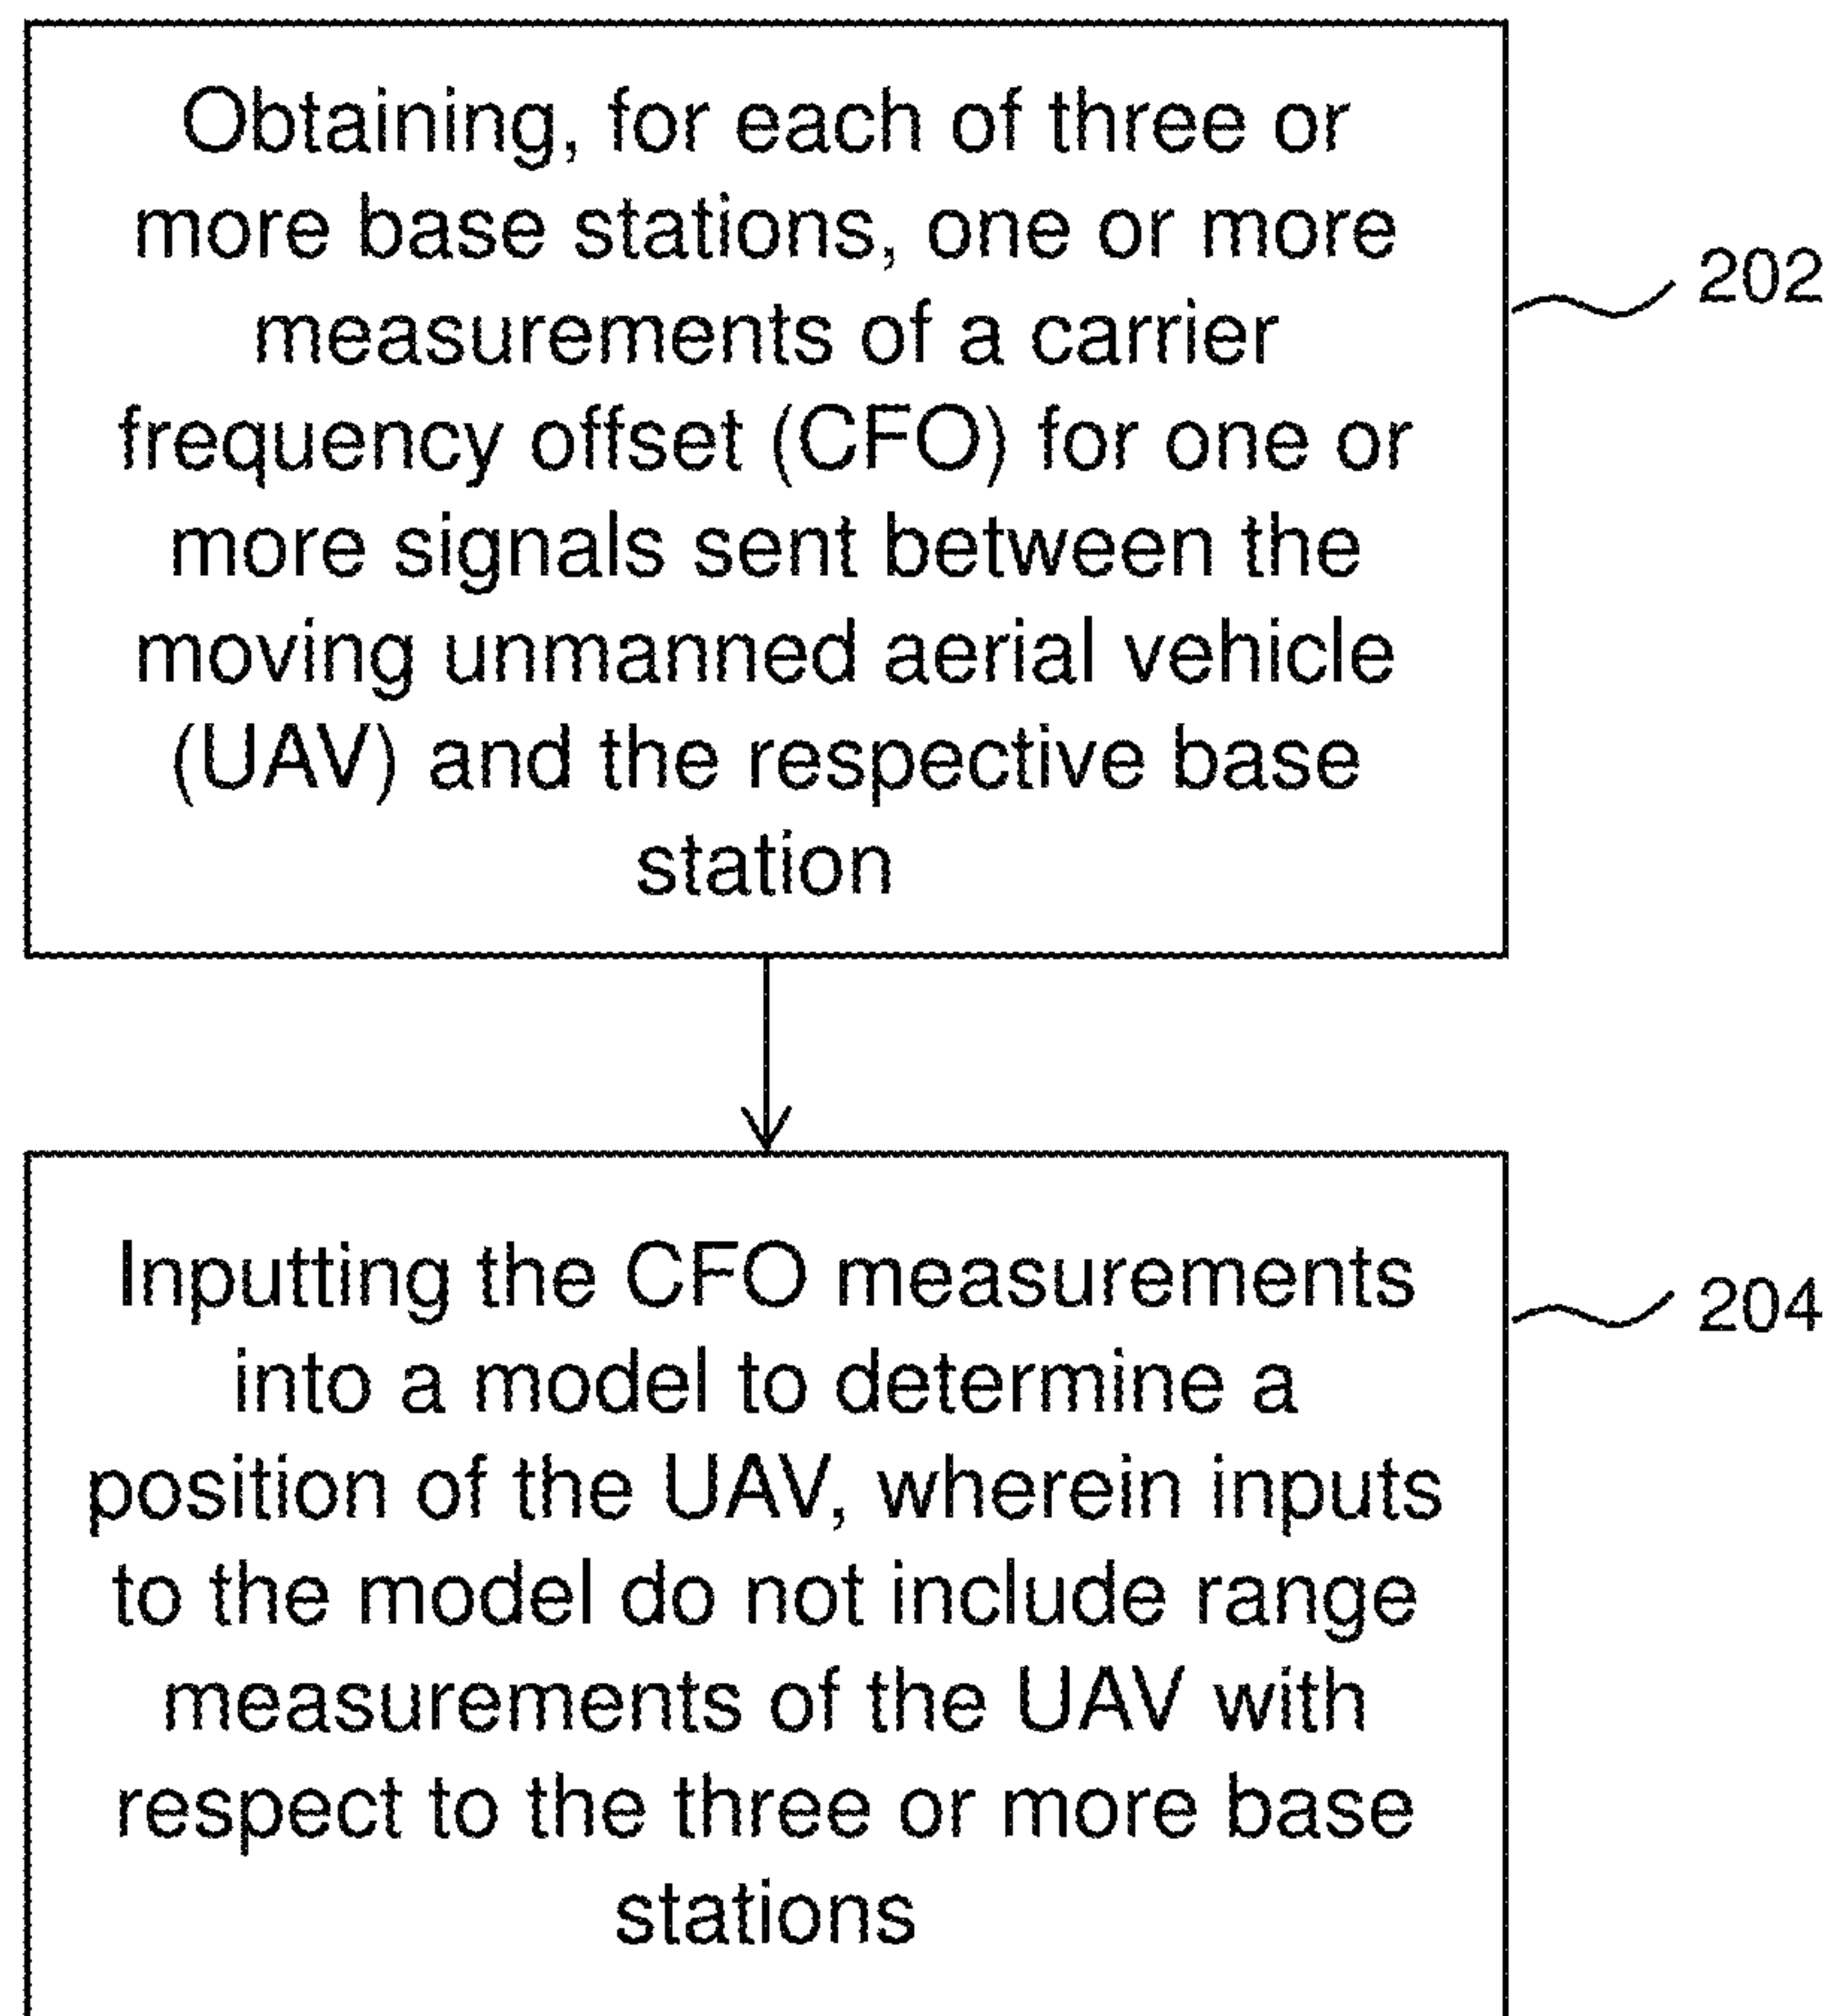 Obtaining, for each of three or
more base stations, one or more
measurements of a carrier
frequency offset (CFO) for one or
more signals sent between the
moving unmanned aerial vehicle
(UAV) and the respective base
station
202
Inputting the CFO measurements
into a model to determine a
position of the UAV, wherein inputs
to the model do not include range
measurements of the UAV with
respect to the three or more base
stations
204